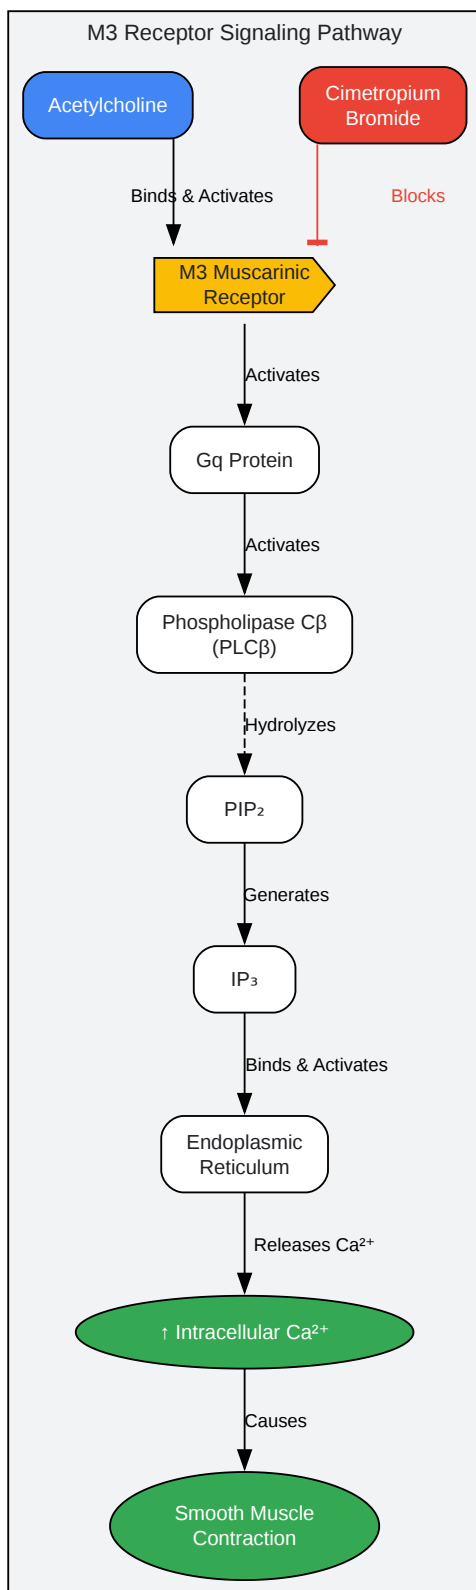 M3 Receptor Signaling Pathway
Acetylcholine
Cimetropium
Bromide
Binds & Activates
Blocks
M3 Muscarinic
Receptor
Activates
Gq Protein
Activates
Phospholipase Cβ
(PLCβ)
Hydrolyzes
PIP₂
Generates
IP₃
Binds & Activates
Endoplasmic
Reticulum
Releases Ca²⁺
↑ Intracellular Ca²⁺
Causes
Smooth Muscle
Contraction